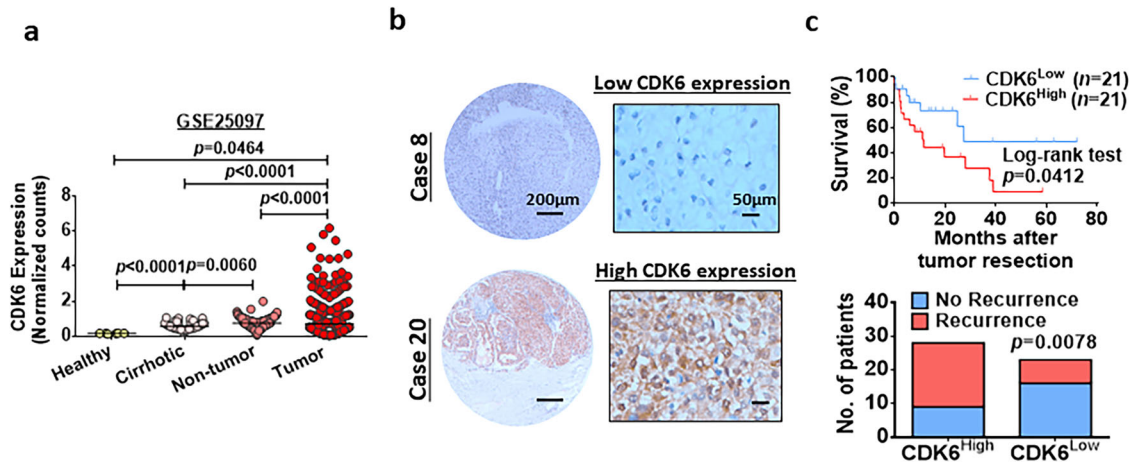 a
GSE25097
p=0.0464
p<0.0001
p<0.0001
p<0.0001 p=0.0060
CDK6 Expression
(Normalized counts)
8
6
4
2
0
Healthy
Cirrhotic
Non-tumor
Tumor
b
Low CDK6 expression
Case 8
200μm
50μm
High CDK6 expression
Case 20
c
Survival (%)
100
80
60
40
20
0
CDK6Low (n=21)
CDK6High (n=21)
Log-rank test
p=0.0412
0 20 40 60 80
Months after
tumor resection
No. of patients
40
30
20
10
0
No Recurrence
Recurrence
p=0.0078
CDK6High CDK6Low